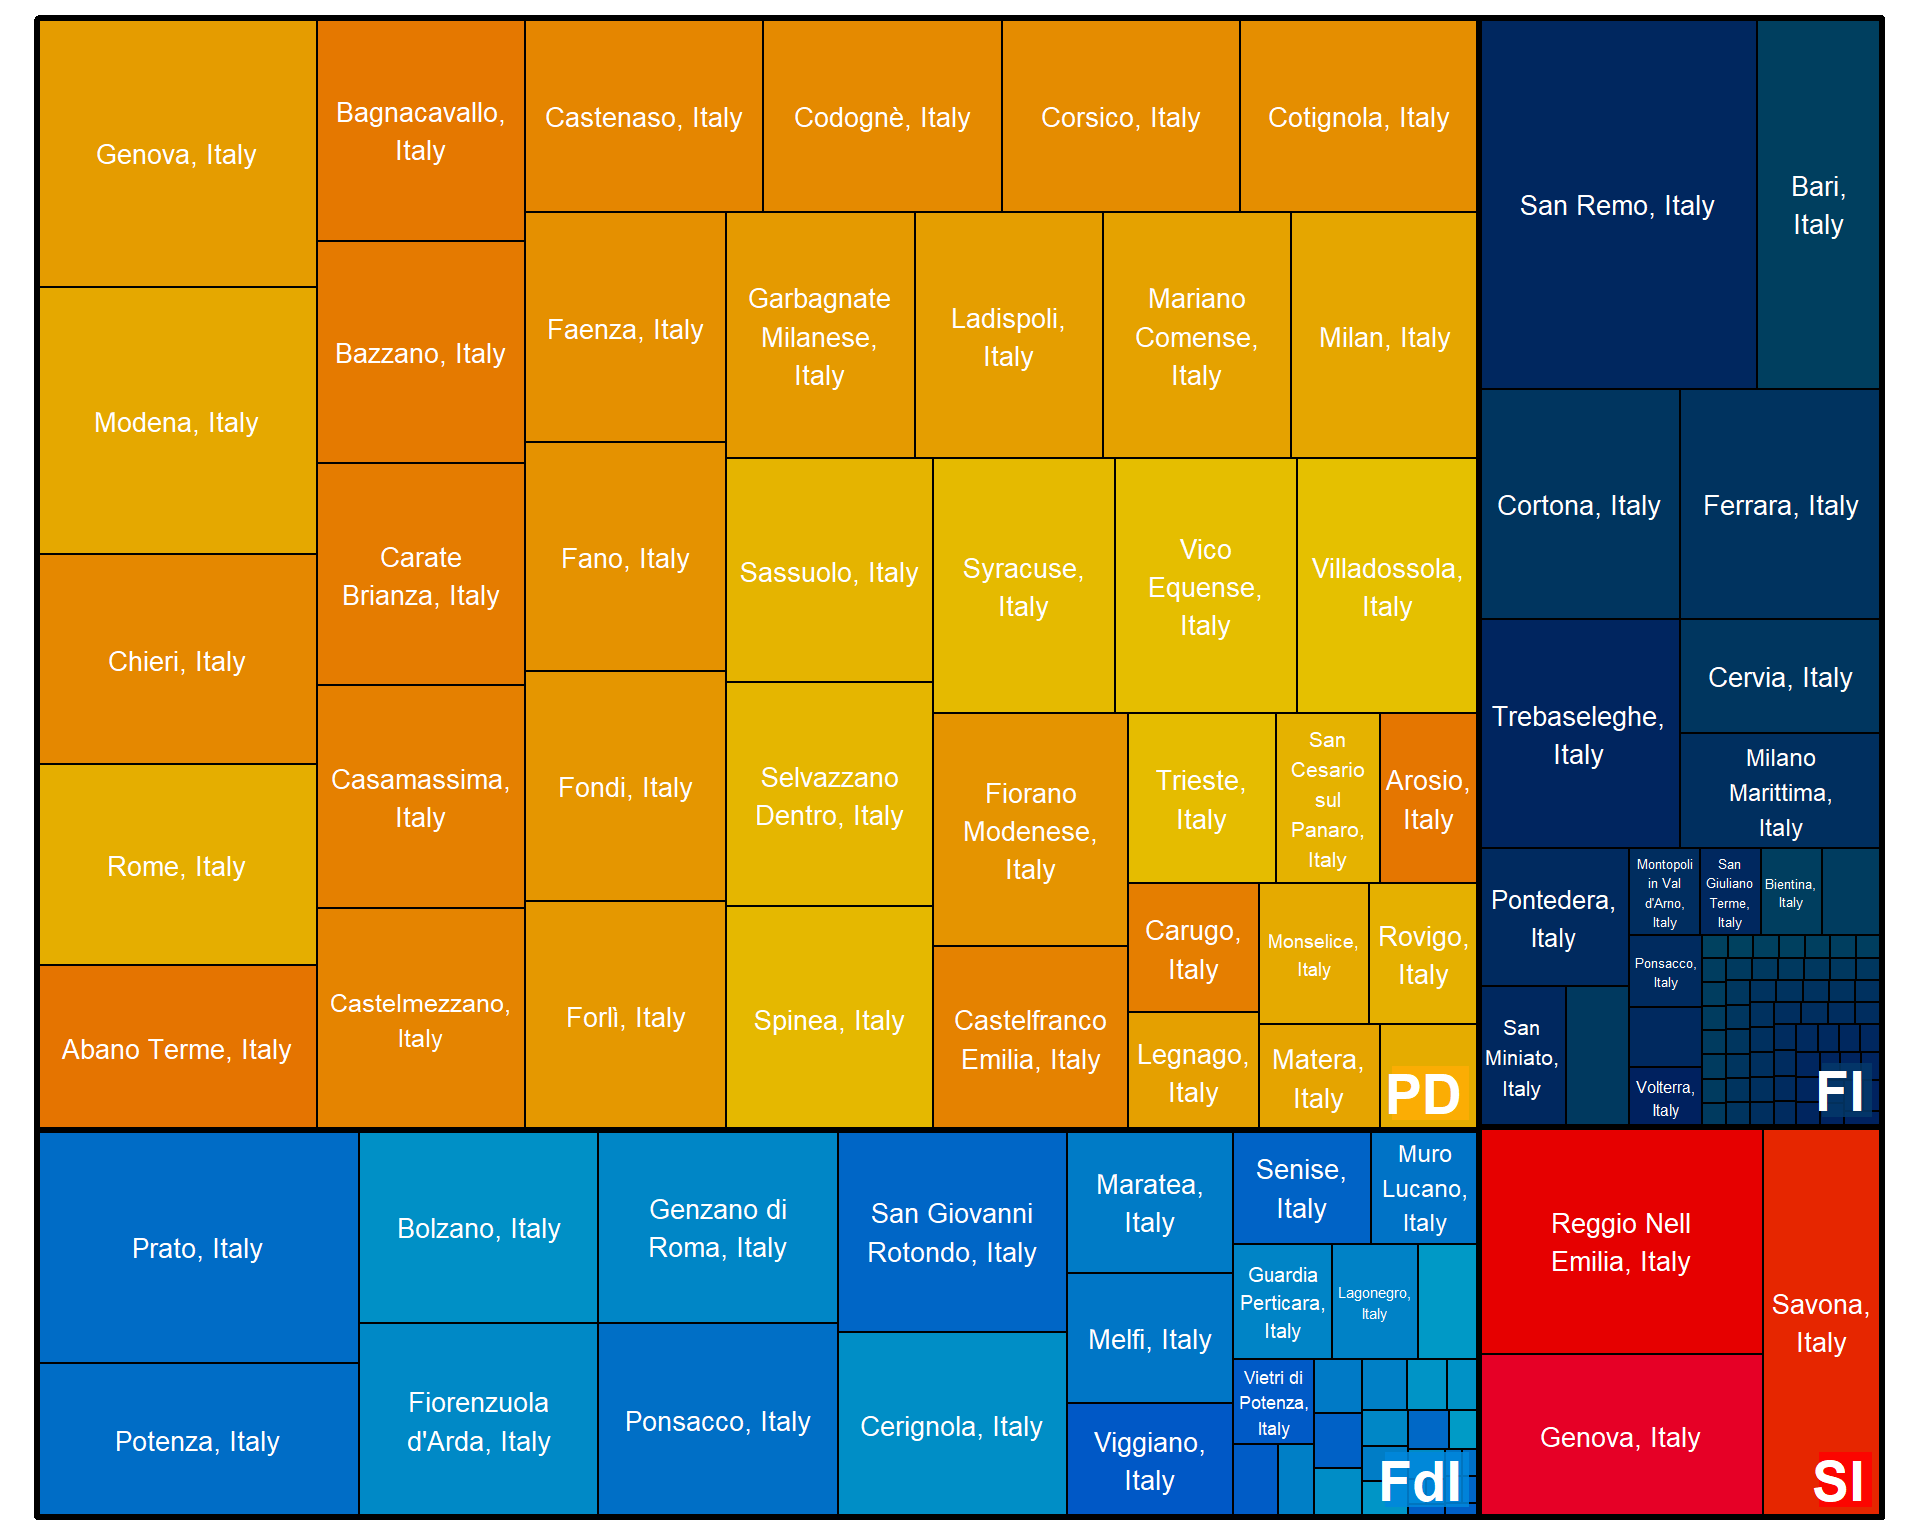 Genova, Italy
Modena, Italy
Chieri, Italy
Rome, Italy
Abano Terme, Italy
Bagnacavallo,
Italy
Bazzano, Italy
Carate
Brianza, Italy
Casamassima,
Italy
Castelmezzano,
Italy
Castenaso, Italy
Codognè, Italy
Corsico, Italy
Cotignola, Italy
Faenza, Italy
Fano, Italy
Fondi, Italy
Forlì, Italy
Garbagnate
Milanese,
Italy
Ladispoli,
Italy
Mariano
Comense,
Italy
Milan, Italy
Sassuolo, Italy
Selvazzano
Dentro, Italy
Spinea, Italy
Syracuse,
Italy
Vico
Equense,
Italy
Villadossola,
Italy
Fiorano
Modenese,
Italy
Castelfranco
Emilia, Italy
Trieste,
Italy
San
Cesario
sul
Panaro,
Italy
Arosio,
Italy
Carugo,
Italy
Legnago,
Italy
Monselice,
Italy
Rovigo,
Italy
Matera,
Italy
PD
San Remo, Italy
Bari,
Italy
Cortona, Italy
Ferrara, Italy
Trebaseleghe,
Italy
Cervia, Italy
Milano
Marittima,
Italy
Pontedera,
Italy
San
Miniato,
Italy
Montopoli
in Val
d'Arno,
Italy
San
Giuliano
Terme,
Italy
Bientina,
Italy
Ponsacco,
Italy
Volterra,
Italy
FI
Prato, Italy
Potenza, Italy
Bolzano, Italy
Fiorenzuola
d'Arda, Italy
Genzano di
Roma, Italy
Ponsacco, Italy
San Giovanni
Rotondo, Italy
Cerignola, Italy
Maratea,
Italy
Melfi, Italy
Viggiano,
Italy
Senise,
Italy
Muro
Lucano,
Italy
Guardia
Perticara,
Italy
Lagonegro,
Italy
Vietri di
Potenza,
Italy
FdI
Reggio Nell
Emilia, Italy
Genova, Italy
Savona,
Italy
SI